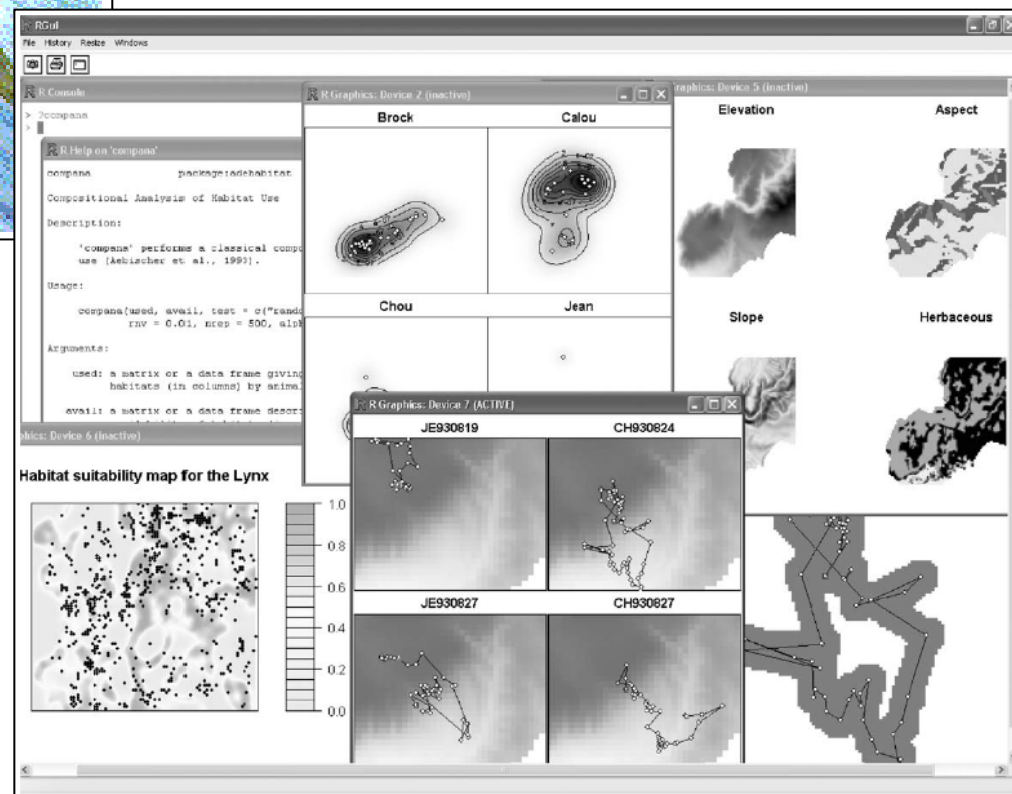 RGui
File History Resize Windows
R Console
> ?compana
>
R Help on 'compana'
compana package:adehabitat
Compositional Analysis of Habitat Use
Description:
'compana' performs a classical compo
use (Aebischer et al., 1993).
Usage:
compana(used, avail, test = c("rando
rnv = 0.01, nrep = 500, alph
Arguments:
used: a matrix or a data frame giving
habitats (in columns) by animal
avail: a matrix or a data frame descri
R Graphics: Device 2 (inactive)
Brock Calou
Chou Jean
raphics: Device 5 (inactive)
Elevation Aspect
Slope Herbaceous
phics: Device 6 (inactive)
Habitat suitability map for the Lynx
1.0
0.8
0.6
0.4
0.2
0.0
R Graphics: Device 7 (ACTIVE)
JE930819 CH930824
JE930827 CH930827